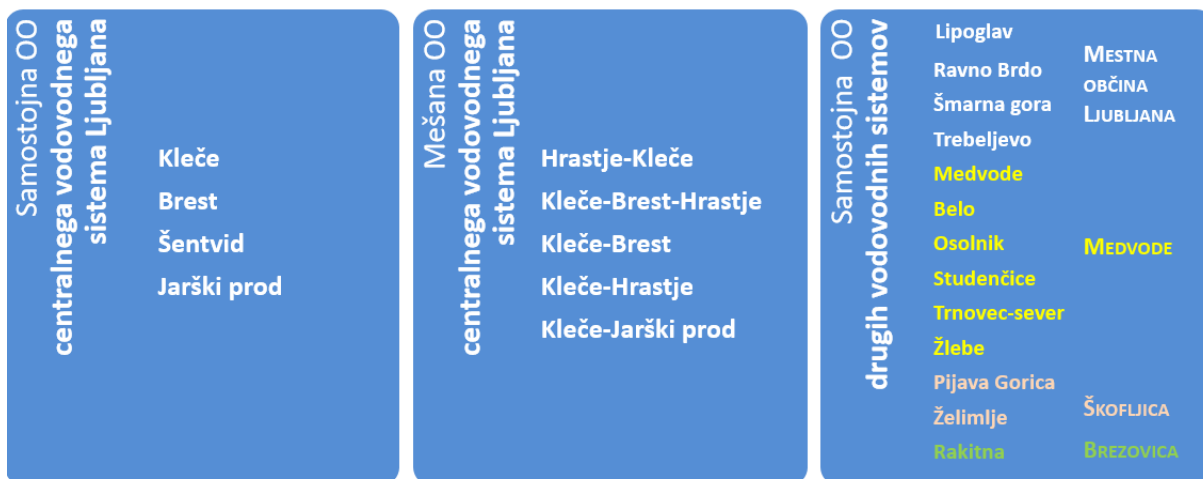 Samostojna OO
centralnega vodovodnega
sistema Ljubljana
Kleče
Brest
Šentvid
Jarški prod
Mešana OO
centralnega vodovodnega
sistema Ljubljana
Hrastje-Kleče
Kleče-Brest-Hrastje
Kleče-Brest
Kleče-Hrastje
Kleče-Jarški prod
Samostojna OO
drugih vodovodnih sistemov
Lipoglav
Ravno Brdo
Šmarna gora
Trebeljevo
MESTNA
OBČINA
LJUBLJANA
Medvode
Belo
Osolnik
Studenčice
Trnovec-sever
Žlebe
MEDVODE
Pijava Gorica
Želimlje
ŠKOFLJICA
Rakitna
BREZOVICA